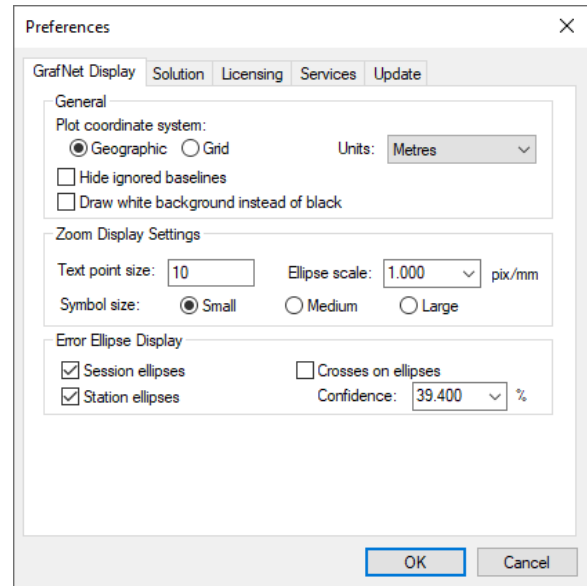 Preferences
GrafNet Display Solution Licensing Services Update
General
Plot coordinate system:
Geographic Grid Units: Metres
Hide ignored baselines
Draw white background instead of black
Zoom Display Settings
Text point size: 10 Ellipse scale: 1.000 pix/mm
Symbol size: Small Medium Large
Error Ellipse Display
Session ellipses Crosses on ellipses
Station ellipses Confidence: 39.400 %
OK Cancel